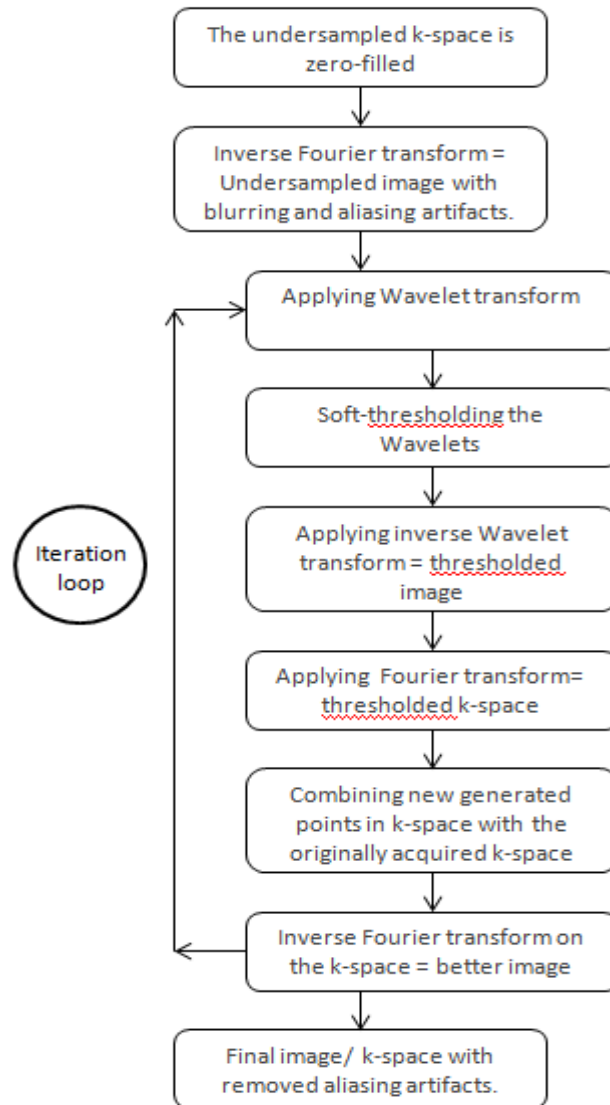 The undersampled k-space is
zero-filled
Inverse Fourier transform =
Undersampled image with
blurring and aliasing artifacts.
Applying Wavelet transform
Soft-thresholding the
Wavelets
Applying inverse Wavelet
transform = thresholded
image
Iteration
loop
Applying Fourier transform=
thresholded k-space
Combining new generated
points in k-space with the
originally acquired k-space
Inverse Fourier transform on
the k-space = better image
Final image/ k-space with
removed aliasing artifacts.